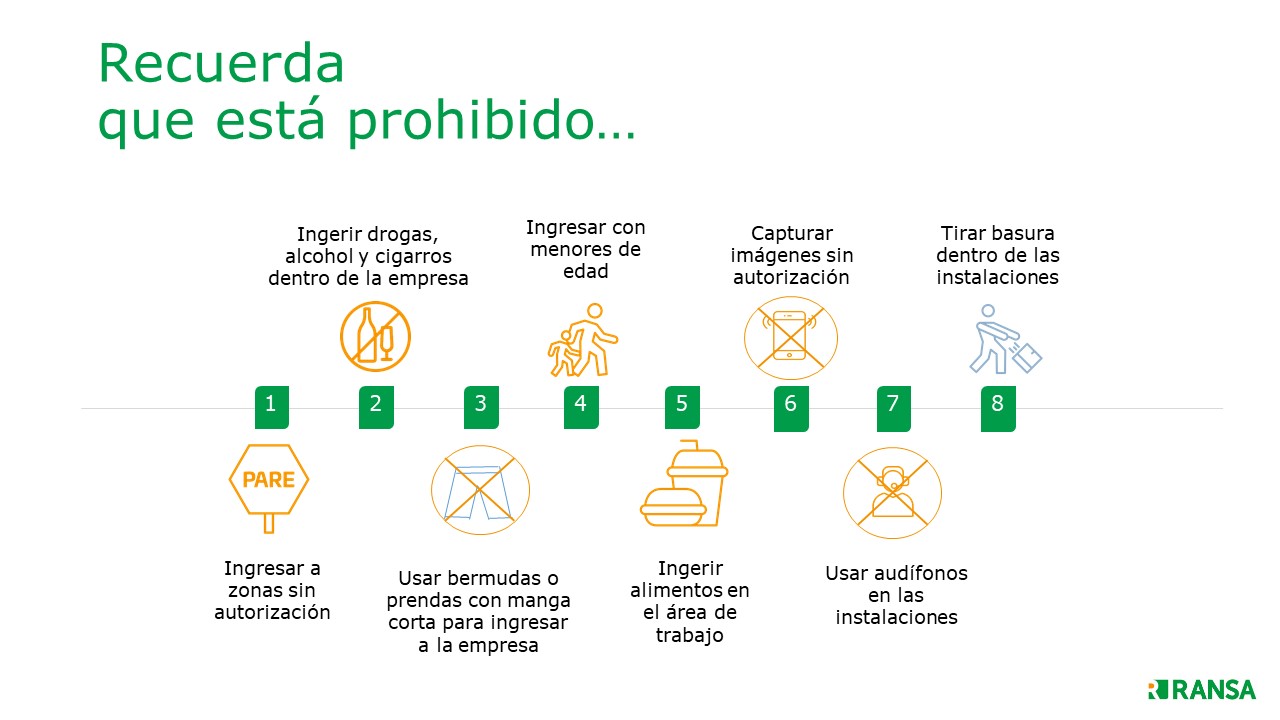 Recuerda
que está prohibido…
Ingerir drogas,
alcohol y cigarros
dentro de la empresa
Ingresar con
menores de
edad
Capturar
imágenes sin
autorización
Tirar basura
dentro de las
instalaciones
1
2
3
4
5
6
7
8
PARE
Ingresar a
zonas sin
autorización
Usar bermudas o
prendas con manga
corta para ingresar
a la empresa
Ingerir
alimentos en
el área de
trabajo
Usar audífonos
en las
instalaciones
RANSA